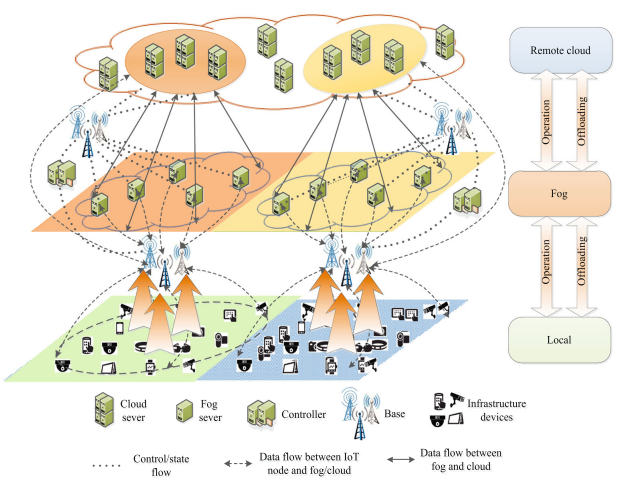 Remote cloud
Operation
Offloading
Fog
Operation
Offloading
Local
Cloud
sever
Fog
sever
Controller
Base
Infrastructure
devices
Control/state
flow
Data flow between IoT
node and fog/cloud
Data flow between
fog and cloud